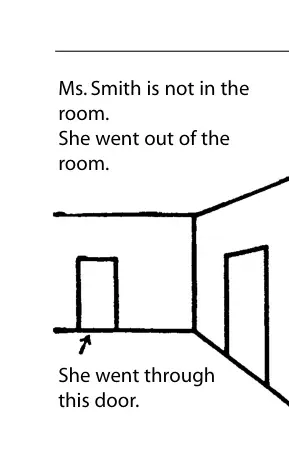 Ms. Smith is not in the
room.
She went out of the
room.
She went through
this door.